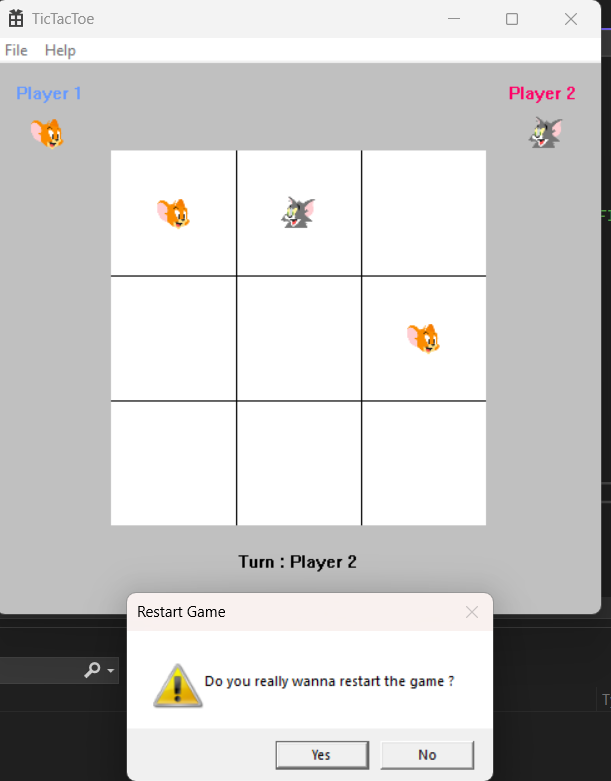 TicTacToe
File Help
Player 1 Player 2
Turn : Player 2
Restart Game
Do you really wanna restart the game ?
Yes No